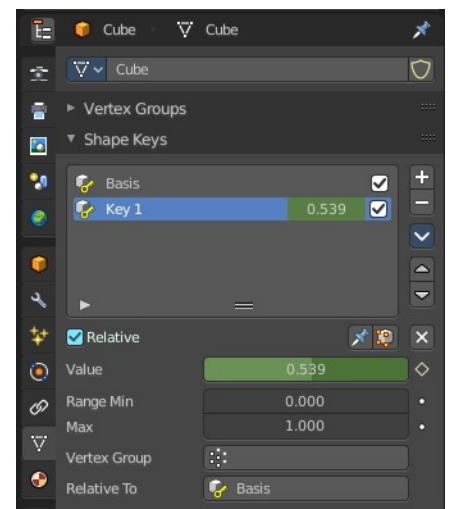 Cube Cube
Cube
Vertex Groups
Shape Keys
Basis
Key 1 0.539
Relative
Value 0.539
Range Min 0.000
Max 1.000
Vertex Group
Relative To Basis